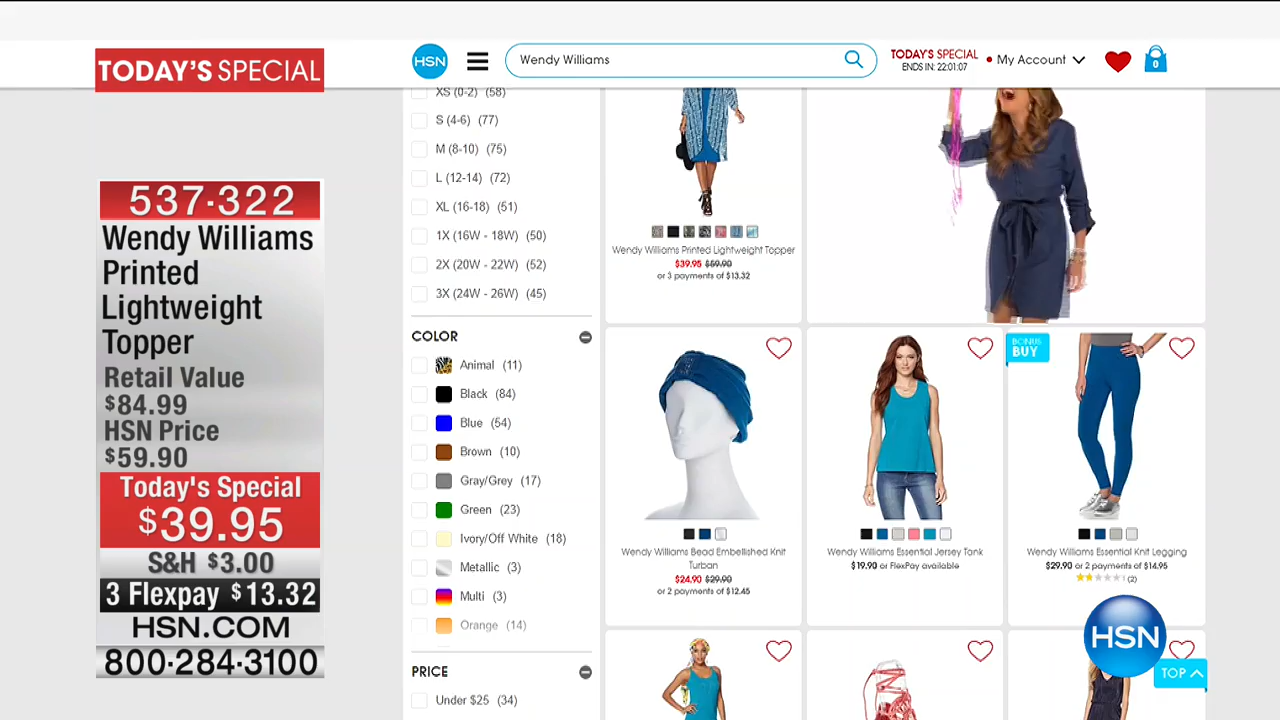 TODAY'S SPECIAL
537-322
Wendy Williams
Printed
Lightweight
Topper
Retail Value
$84.99
HSN Price
$59.90
Today's Special
$39.95
S&H $3.00
3 Flexpay $13.32
HSN.COM
800-284-3100
HSN
Wendy Williams
TODAY'S SPECIAL
ENDS IN: 22:01:07
My Account
0
XS (0-2) (58)
S (4-6) (77)
M (8-10) (75)
L (12-14) (72)
XL (16-18) (51)
1X (16W - 18W) (50)
2X (20W - 22W) (52)
3X (24W - 26W) (45)
COLOR
Animal (11)
Black (84)
Blue (54)
Brown (10)
Gray/Grey (17)
Green (23)
Ivory/Off White (18)
Metallic (3)
Multi (3)
Orange (14)
PRICE
Under $25 (34)
Wendy Williams Printed Lightweight Topper
$39.95 $59.90
or 3 payments of $13.32
Wendy Williams Bead Embellished Knit
Turban
$24.90 $29.90
or 2 payments of $12.45
Wendy Williams Essential Jersey Tank
$19.90 or FlexPay available
BONUS
BUY
Wendy Williams Essential Knit Legging
$29.90 or 2 payments of $14.95
(2)
HSN
TOP